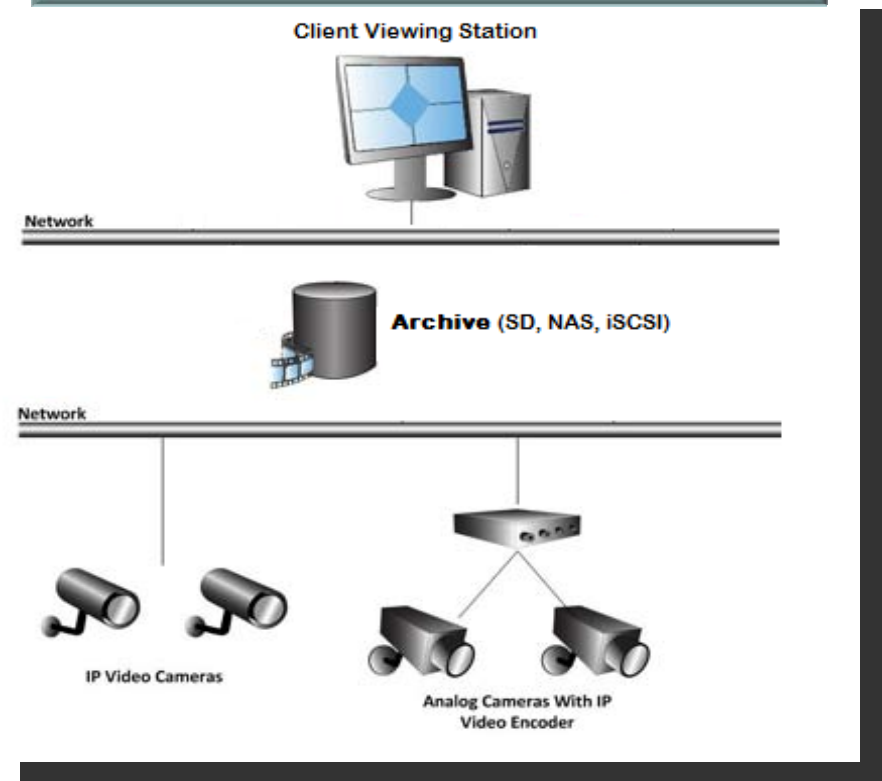 Client Viewing Station
Network
Archive (SD, NAS, iSCSI)
Network
IP Video Cameras
Analog Cameras With IP
Video Encoder